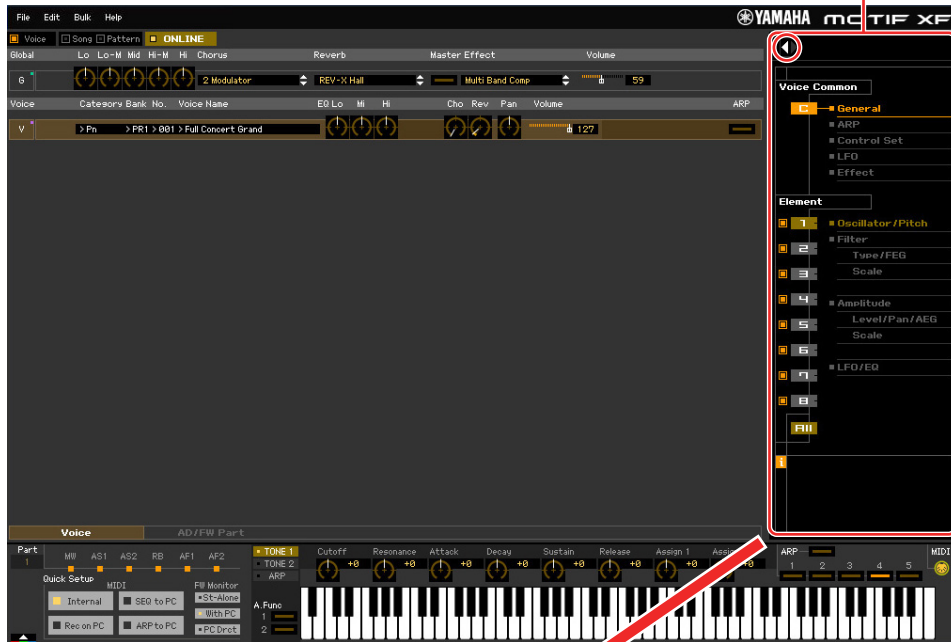 File Edit Bulk Help
YAMAHA MOTIF XF
Voice Song Pattern ONLINE
Global Lo Lo-M Mid Hi-M Hi Chorus Reverb Master Effect Volume
G 2 Modulator REV-X Hall Multi Band Comp 59
Voice Category Bank No. Voice Name EQ Lo Mi Hi Cho Rev Pan Volume ARP
V Pn PR1 001 Full Concert Grand 127
Voice Common
C General
ARP
Control Set
LFO
Effect
Element
1 Oscillator/Pitch
Filter
2 Type/FEG
3 Scale
4 Amplitude
5 Level/Pan/AEG
Scale
6
7 LFO/EQ
8
All
i
Voice AD/FW Part
Part MW AS1 AS2 RB AF1 AF2
1
TONE 1 Cutoff Resonance Attack Decay Sustain Release Assign 1
TONE 2 +0 +0 +0 +0 +0 +0 +0 +0
ARP
ARP MIDI
1 2 3 4 5
Quick Setup MIDI FW Monitor
Internal SEQ to PC St-Alone
With PC
Rec on PC ARP to PC PC Drct
A.Func
1
2